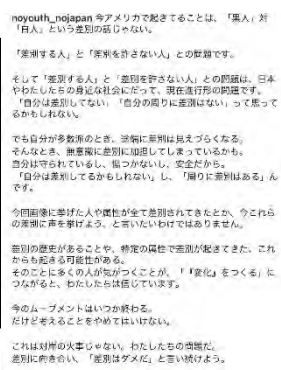 noyouth_nojapan 今アメリカで起きてることは、「黒人」対
「白人」という差別の話じゃない。
「差別する人」と「差別を許さない人」との問題です。
そして「差別する人」と「差別を許さない人」との問題は、日本
やわたしたちの身近な社会にだって、現在進行形の問題です。
「自分は差別してない」「自分の周りに差別はない」って思って
るかもしれない。
でも自分が多数派のとき、途端に差別は見えづらくなる。
そんなとき、無意識に差別に加担してしまっているかも。
自分は守られているし、傷つかないし、安全だから。
「自分は差別してるかもしれない」し、「周りに差別はある」ん
です。
今回画像に挙げた人や属性が全て差別されてきたとか、今これら
の差別に声を挙げよう、と言いたいわけではありません。
差別の歴史があることや、特定の属性で差別が起きてきた、これ
からも起きる可能性がある。
そのことに多くの人が気がつくことが、「『変化』をつくる」に
つながると、わたしたちは信じています。
今のムーブメントはいつか終わる。
だけど考えることをやめてはいけない。
これは対岸の火事じゃない。わたしたちの問題だ。
差別に向き合い、「差別はダメだ」と言い続けよう。